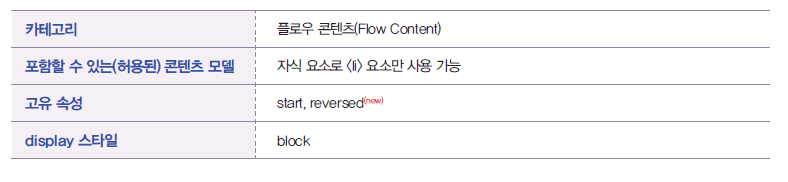 카테고리 플로우 콘텐츠(Flow Content)
포함할 수 있는(허용된) 콘텐츠 모델 자식 요소로 〈li〉 요소만 사용 가능
고유 속성 start, reversed(new)
display 스타일 block